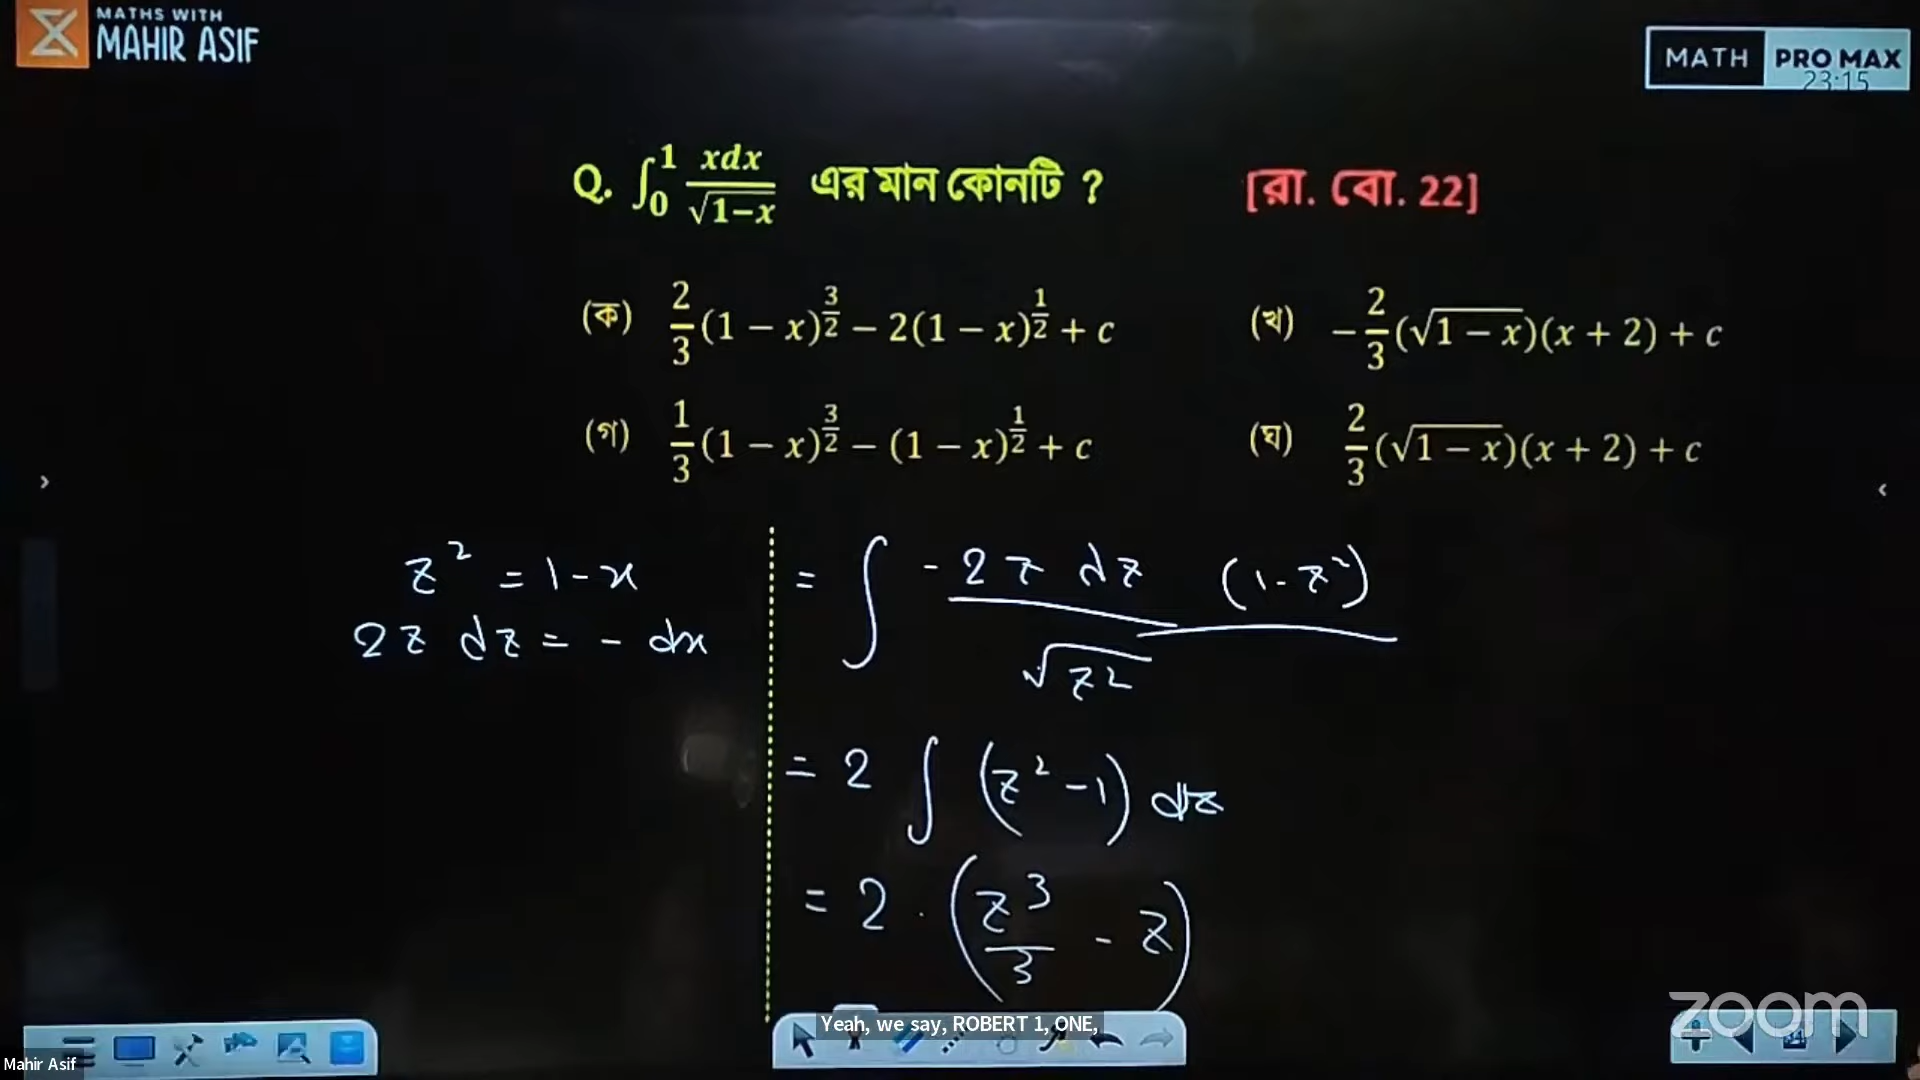 MATHS WITH
MAHIR ASIF
MATH PRO MAX
23:15
Q. ∫₀¹ xdx/√1−x এর মান কোনটি ? [রা. বো. 22]
(ক) 2/3(1 − x)^3/2 − 2(1 − x)^1/2 + c
(খ) −2/3(√1 − x)(x + 2) + c
(গ) 1/3(1 − x)^3/2 − (1 − x)^1/2 + c
(ঘ) 2/3(√1 − x)(x + 2) + c
z² = 1 - x
2z dz = - dx
= ∫ -2z dz (1-z²)/√z²
= 2 ∫ (z² -1) dz
= 2 . (z³/3 - z)
Yeah, we say, ROBERT 1, ONE,
zoom
Mahir Asif